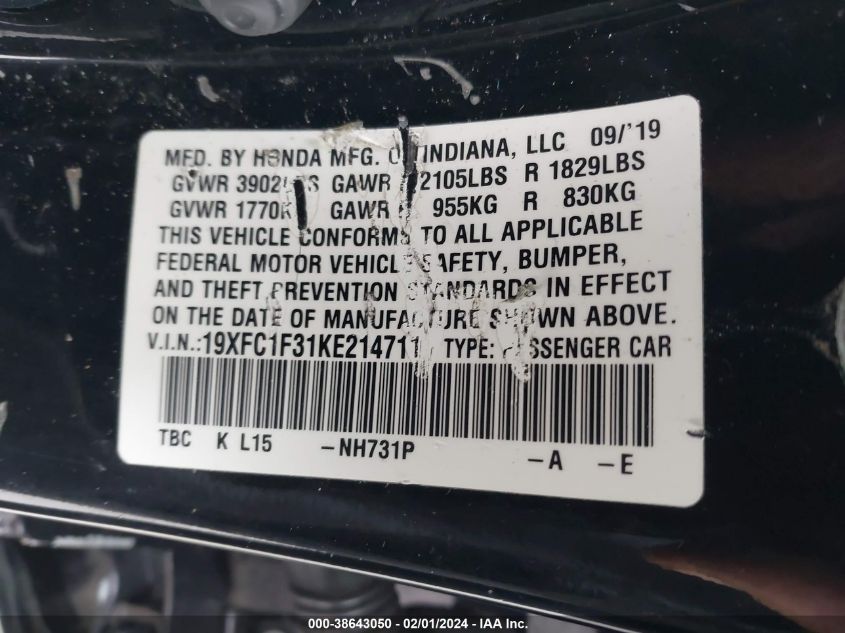 MFD. BY HONDA MFG. INDIANA, LLC 09/'19
GVWR 3902LBS GAWR 2105LBS R 1829LBS
GVWR 1770K GAWR 955KG R 830KG
THIS VEHICLE CONFORMS TO ALL APPLICABLE
FEDERAL MOTOR VEHICLE SAFETY, BUMPER,
AND THEFT PREVENTION STANDARDS IN EFFECT
ON THE DATE OF MANUFACTURE SHOWN ABOVE.
V.I.N.:19XFC1F31KE214711 TYPE: PASSENGER CAR
TBC K L15 -NH731P -A -E
000-38643050 - 02/01/2024 - IAA Inc.